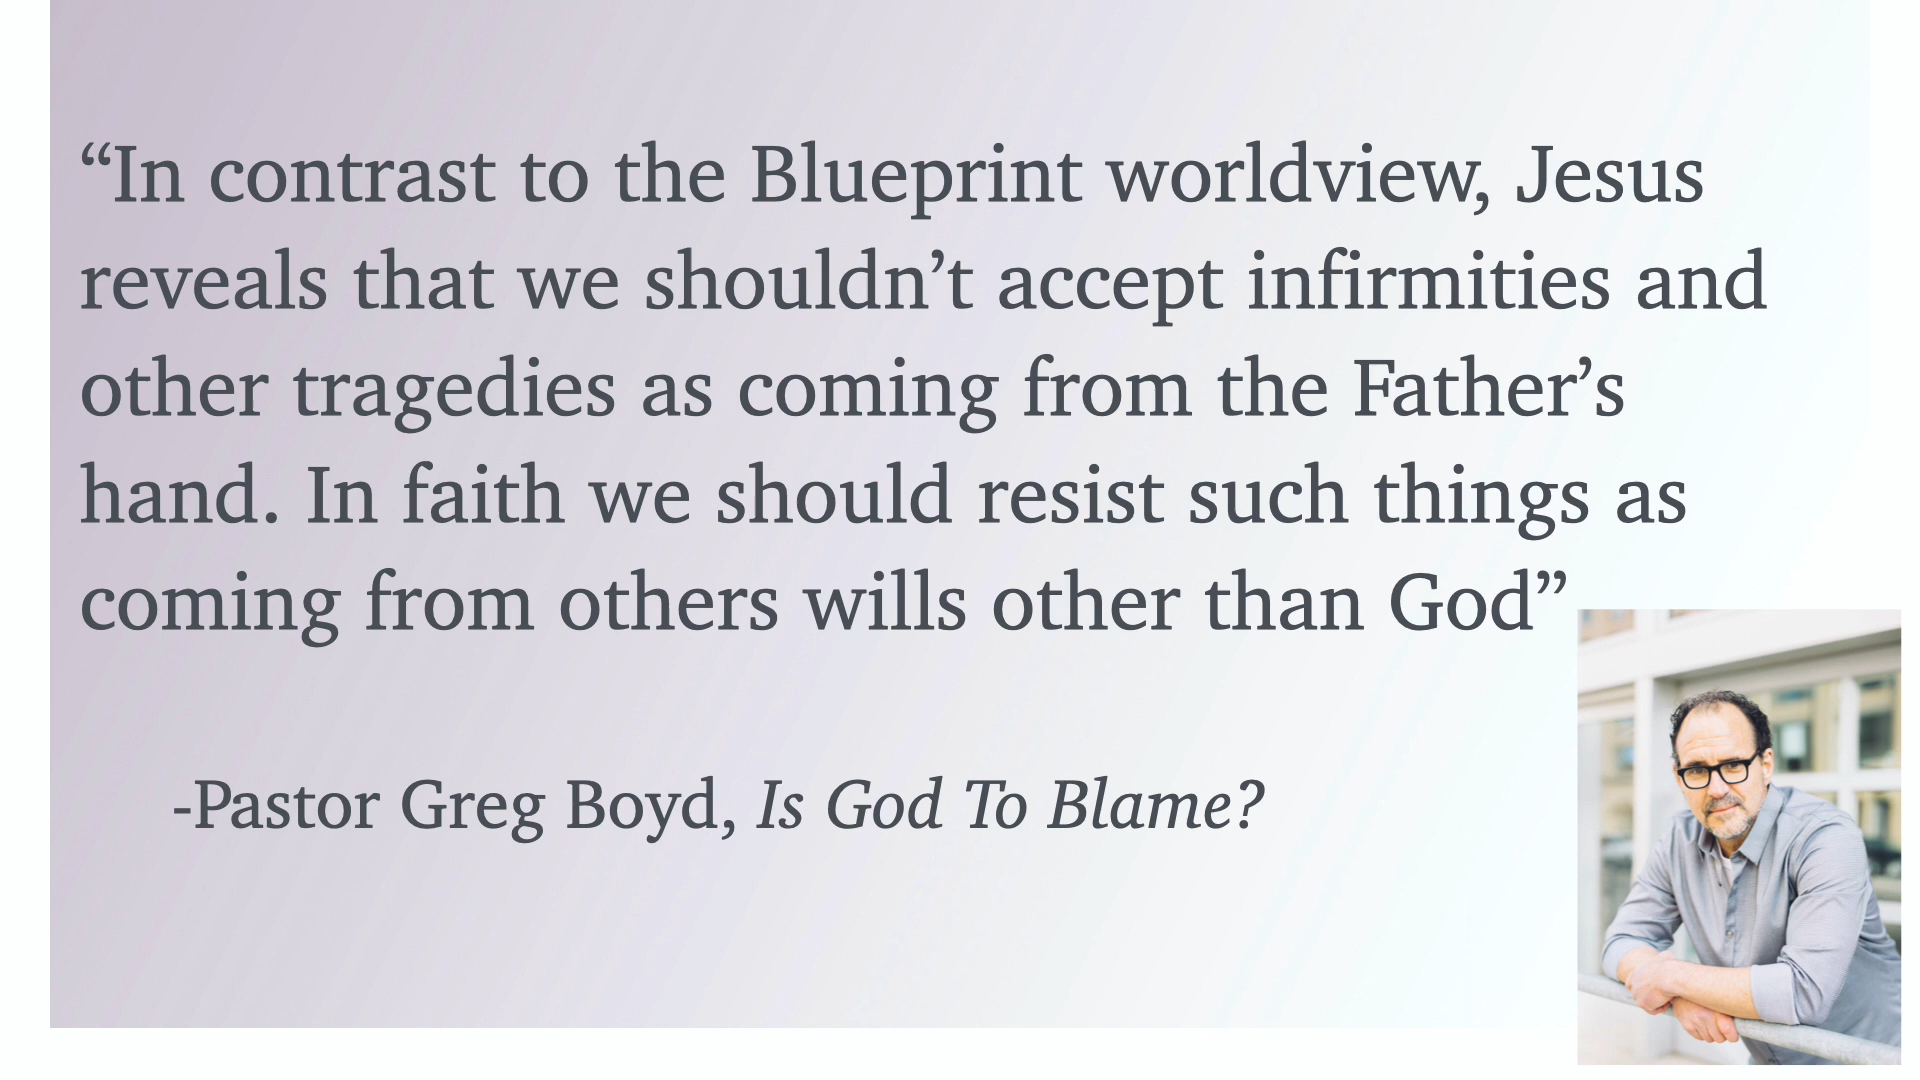 “In contrast to the Blueprint worldview, Jesus
reveals that we shouldn’t accept infirmities and
other tragedies as coming from the Father’s
hand. In faith we should resist such things as
coming from others wills other than God”
-Pastor Greg Boyd, Is God To Blame?